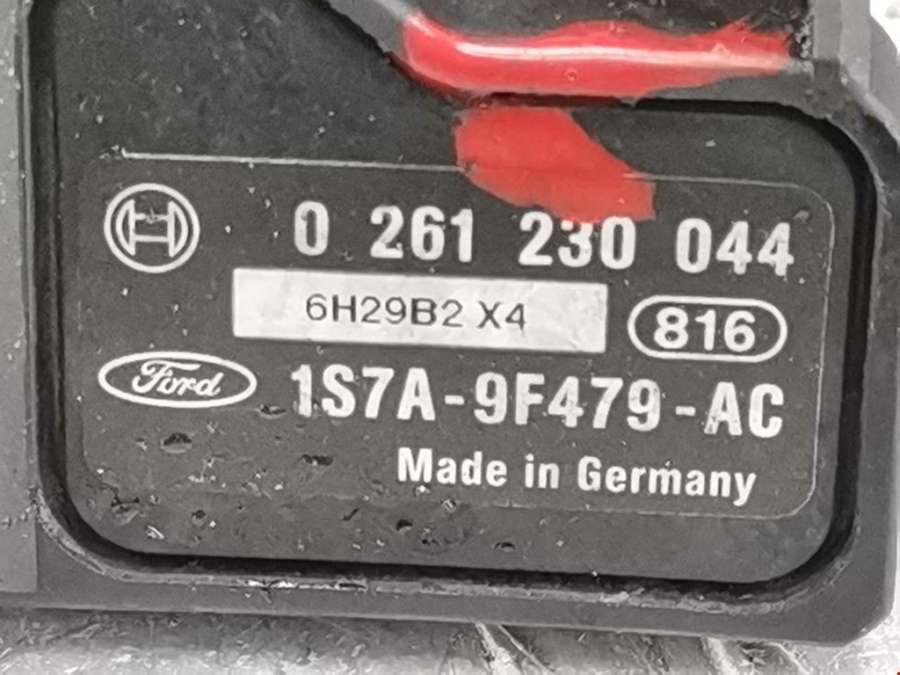 0 261 230 044
6H29B2 X4
816
Ford
1S7A-9F479-AC
Made in Germany